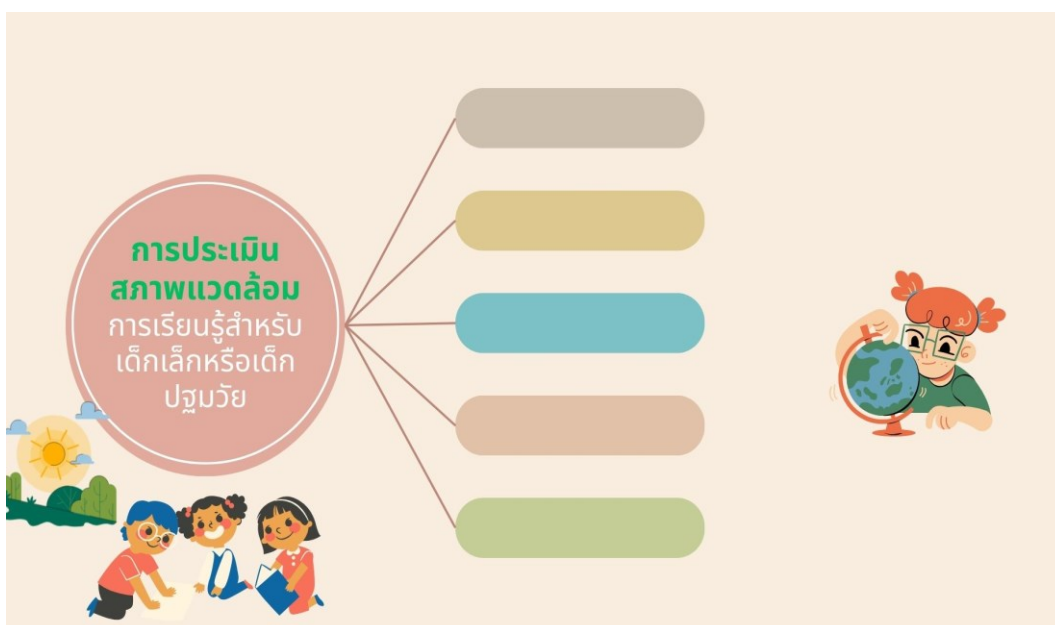 การประเมิน
สภาพแวดล้อม
การเรียนรู้สำหรับ
เด็กเล็กหรือเด็ก
ปฐมวัย